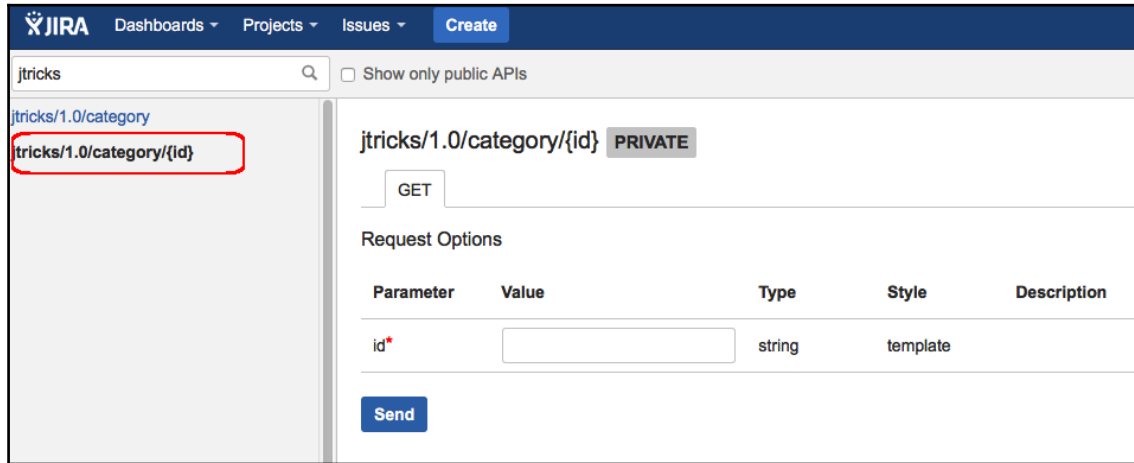 JIRA Dashboards Projects Issues Create
jtricks Show only public APIs
jtricks/1.0/category
jtricks/1.0/category/{id}
jtricks/1.0/category/{id} PRIVATE
GET
Request Options
Parameter Value Type Style Description
id* string template
Send